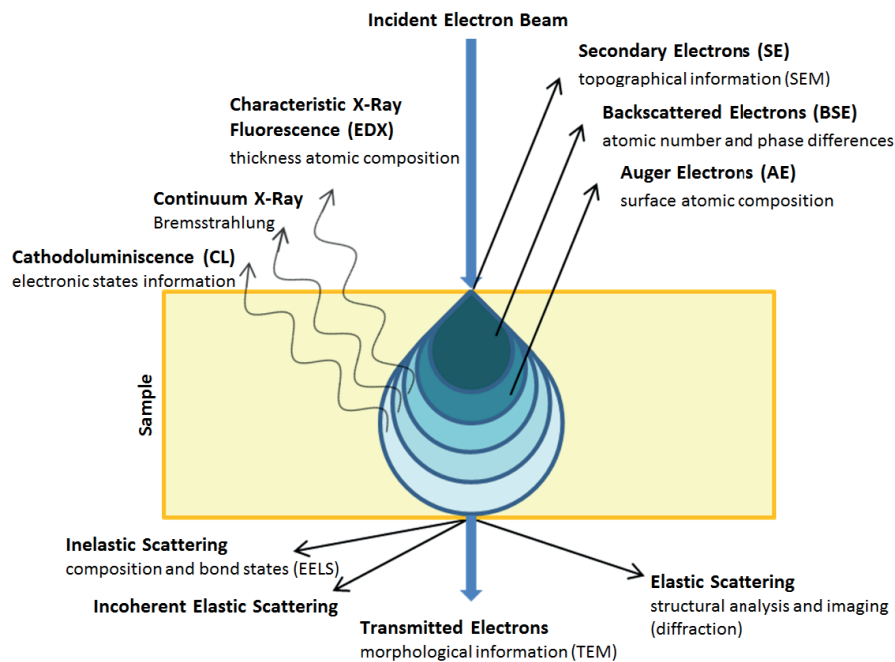 Incident Electron Beam
Secondary Electrons (SE)
topographical information (SEM)
Characteristic X-Ray
Fluorescence (EDX)
thickness atomic composition
Backscattered Electrons (BSE)
atomic number and phase differences
Auger Electrons (AE)
surface atomic composition
Continuum X-Ray
Bremsstrahlung
Cathodoluminiscence (CL)
electronic states information
Sample
Inelastic Scattering
composition and bond states (EELS)
Incoherent Elastic Scattering
Transmitted Electrons
morphological information (TEM)
Elastic Scattering
structural analysis and imaging
(diffraction)